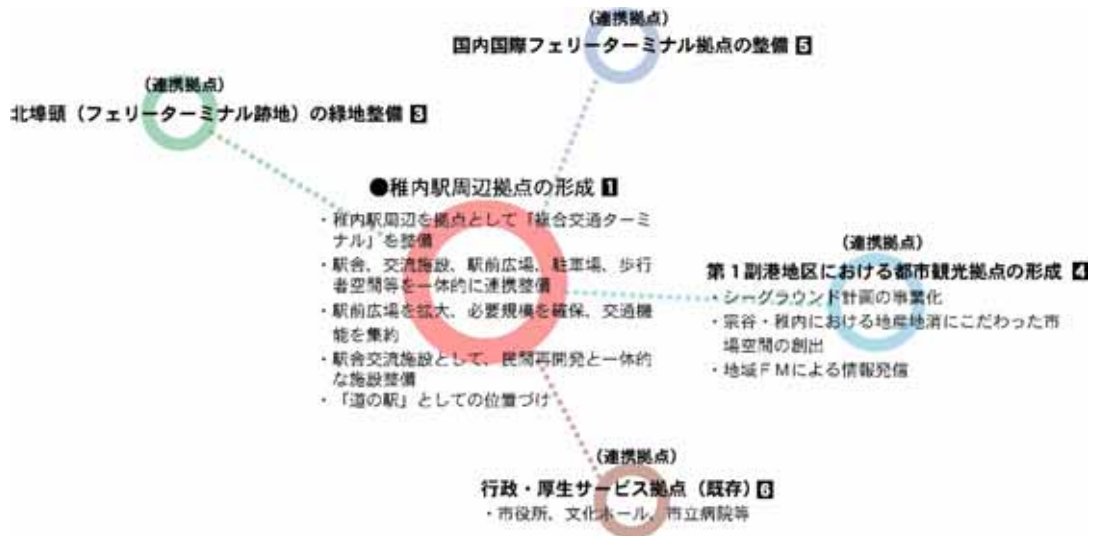 （連携拠点）
国内国際フェリーターミナル拠点の整備 5
（連携拠点）
北埠頭（フェリーターミナル跡地）の緑地整備 3
●稚内駅周辺拠点の形成 1
・稚内駅周辺を拠点として「複合交通ターミ
ナル」を整備
・駅舎、交流施設、駅前広場、駐車場、歩行
者空間等を一体的に連携整備
・駅前広場を拡大、必要規模を確保、交通機
能を集約
・駅舎交流施設として、民間再開発と一体的
な施設整備
・「道の駅」としての位置づけ
（連携拠点）
第１副港地区における都市観光拠点の形成 4
・シーグラウンド計画の事業化
・宗谷・稚内における地産地消にこだわった市
場空間の創出
・地域ＦＭによる情報発信
（連携拠点）
行政・厚生サービス拠点（既存）6
・市役所、文化ホール、市立病院等